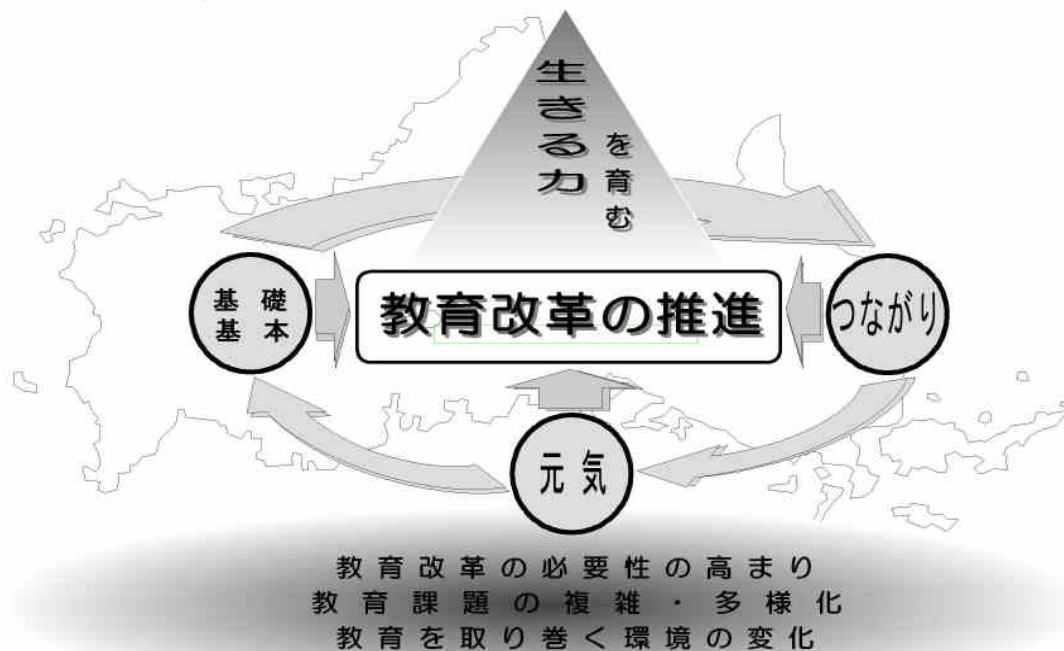 生きる力
を育む
教育改革の推進
基礎
基本
つながり
元気
教育改革の必要性の高まり
教育課題の複雑・多様化
教育を取り巻く環境の変化